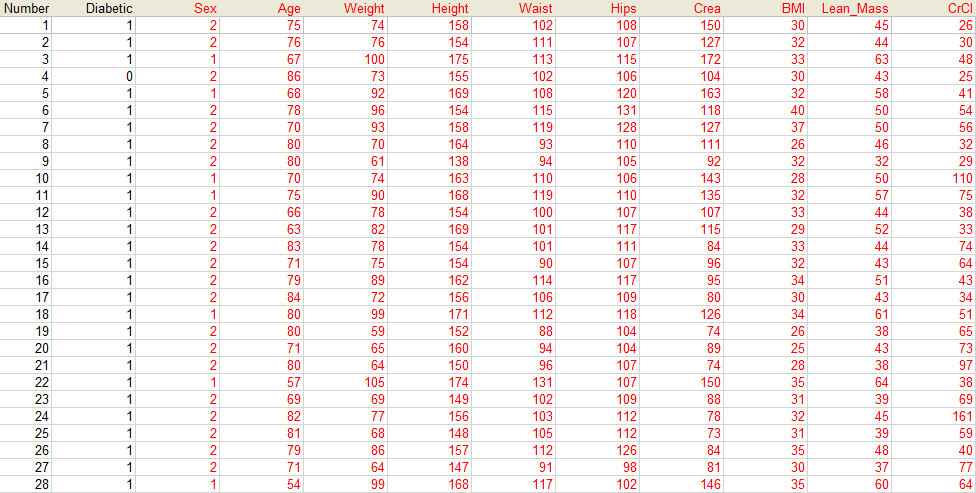 Number Diabetic Sex Age Weight Height Waist Hips Crea BMI Lean_Mass CrCl
1 1 2 75 74 158 102 108 150 30 45 26
2 1 2 76 76 154 111 107 127 32 44 30
3 1 1 67 100 175 113 115 172 33 63 48
4 0 2 86 73 155 102 106 104 30 43 25
5 1 1 68 92 169 108 120 163 32 58 41
6 1 2 78 96 154 115 131 118 40 50 54
7 1 2 70 93 158 119 128 127 37 50 56
8 1 2 80 70 164 93 110 111 26 46 32
9 1 2 80 61 138 94 105 92 32 32 29
10 1 1 70 74 163 110 106 143 28 50 110
11 1 1 75 90 168 119 110 135 32 57 75
12 1 2 66 78 154 100 107 107 33 44 38
13 1 2 63 82 169 101 117 115 29 52 33
14 1 2 83 78 154 101 111 84 33 44 74
15 1 2 71 75 154 90 107 96 32 43 64
16 1 2 79 89 162 114 117 95 34 51 43
17 1 2 84 72 156 106 109 80 30 43 34
18 1 1 80 99 171 112 118 126 34 61 51
19 1 2 80 59 152 88 104 74 26 38 65
20 1 2 71 65 160 94 104 89 25 43 73
21 1 2 80 64 150 96 107 74 28 38 97
22 1 1 57 105 174 131 107 150 35 64 38
23 1 2 69 69 149 102 109 88 31 39 69
24 1 2 82 77 156 103 112 78 32 45 161
25 1 2 81 68 148 105 112 73 31 39 59
26 1 2 79 86 157 112 126 84 35 48 40
27 1 2 71 64 147 91 98 81 30 37 77
28 1 1 54 99 168 117 102 146 35 60 64